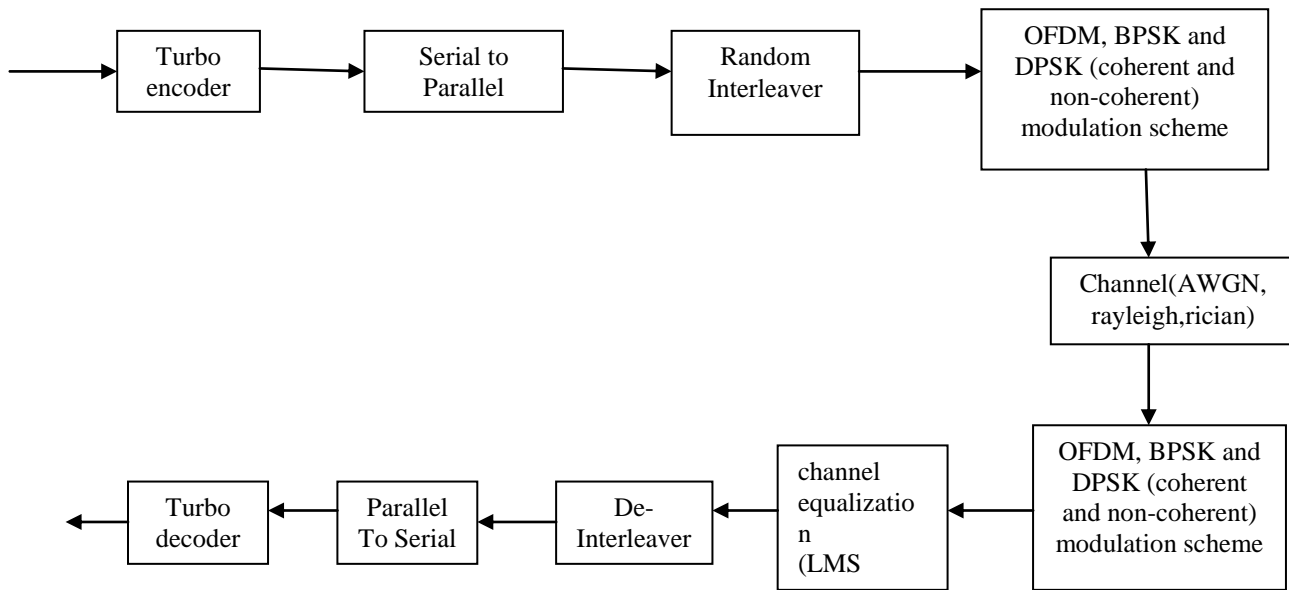 Turbo
encoder
Serial to
Parallel
Random
Interleaver
OFDM, BPSK and
DPSK (coherent and
non-coherent)
modulation scheme
Channel(AWGN,
rayleigh,rician)
OFDM, BPSK and
DPSK (coherent
and non-coherent)
modulation scheme
channel
equalizatio
n
(LMS
De-
Interleaver
Parallel
To Serial
Turbo
decoder